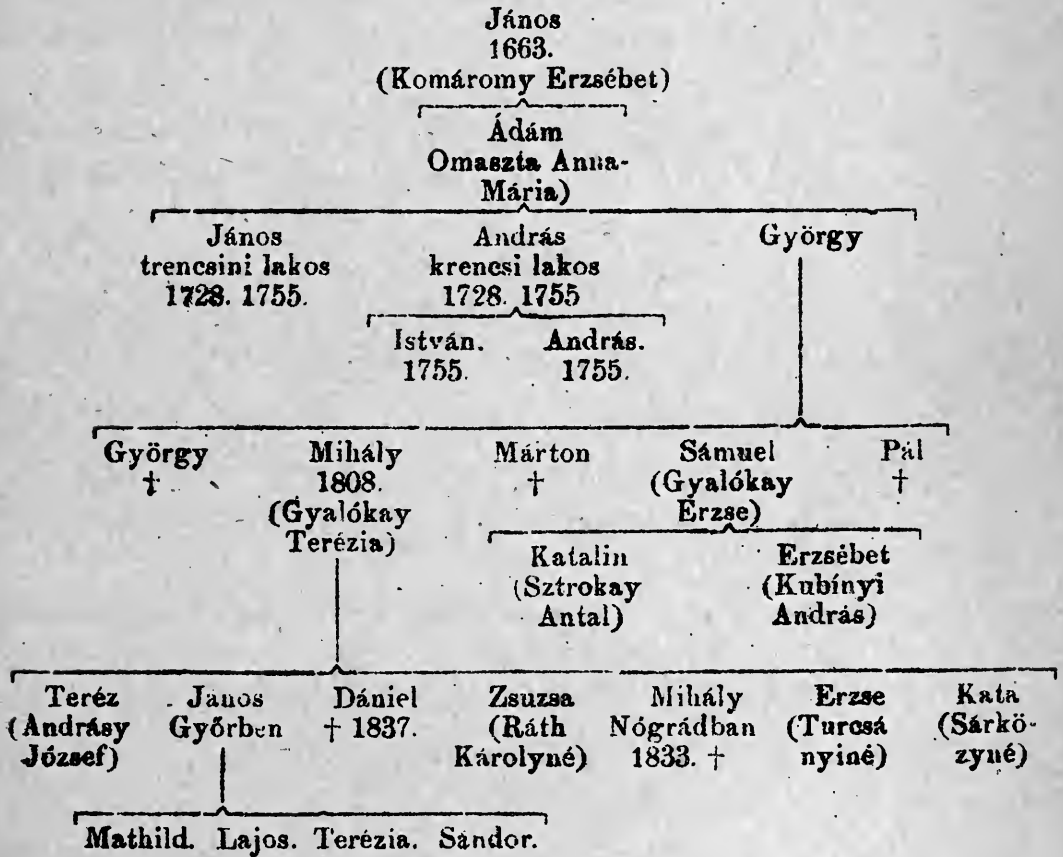 János
1663.
(Komáromy Erzsébet)
Ádám
Omaszta Anna-
Mária)
János András György
trencsini lakos krencsi lakos
1728. 1755. 1728. 1755
István. András.
1755. 1755.
György Mihály Márton Sámuel Pál
† 1808. † (Gyalókay †
(Gyalókay Erzse)
Terézia)
Katalin Erzsébet
(Sztrokay (Kubínyi
Antal) András)
Teréz János Dániel Zsuzsa Mihály Erzse Kata
(Andrásy Győrben † 1837. (Ráth Nógrádban (Turcsá (Sárkö-
József) Károlyné) 1833. † nyiné) zyné)
Mathild. Lajos. Terézia. Sándor.